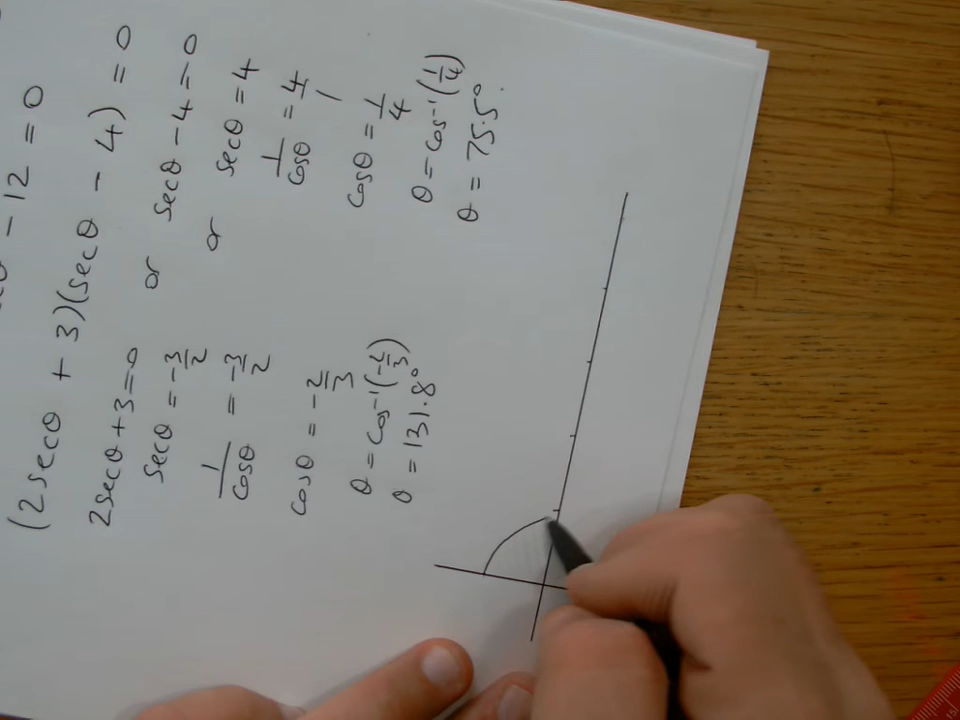 - 12 = 0
(2secθ + 3)(secθ - 4) = 0
2secθ + 3 = 0 or secθ - 4 = 0
secθ = -3/2 or secθ = 4
1/cosθ = -3/2 1/cosθ = 4/1
cosθ = -2/3 cosθ = 1/4
θ = cos⁻¹(-2/3) θ = cos⁻¹(1/4)
θ = 131.8° θ = 75.5°.